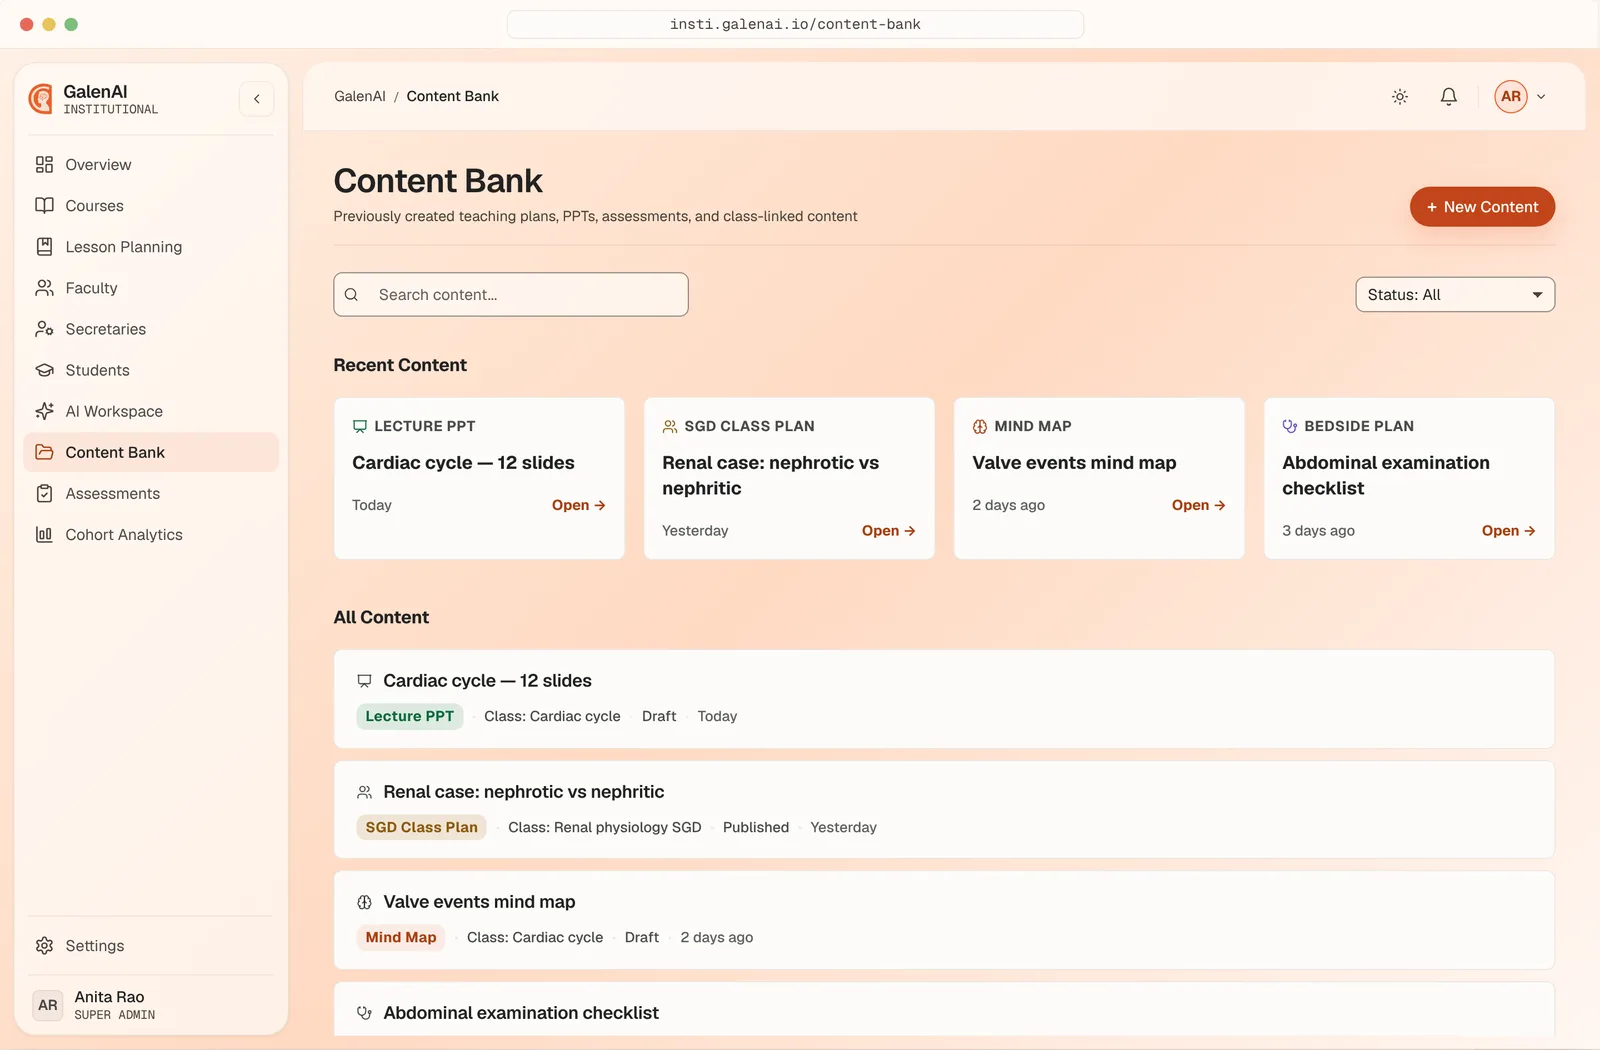 insti.galenai.io/content-bank
GalenAI
INSTITUTIONAL
Overview
Courses
Lesson Planning
Faculty
Secretaries
Students
AI Workspace
Content Bank
Assessments
Cohort Analytics
Settings
AR
Anita Rao
SUPER ADMIN
GalenAI / Content Bank
AR
Content Bank
Previously created teaching plans, PPTs, assessments, and class-linked content
+ New Content
Search content...
Status: All
Recent Content
LECTURE PPT
Cardiac cycle — 12 slides
Today
Open →
SGD CLASS PLAN
Renal case: nephrotic vs
nephritic
Yesterday
Open →
MIND MAP
Valve events mind map
2 days ago
Open →
BEDSIDE PLAN
Abdominal examination
checklist
3 days ago
Open →
All Content
Cardiac cycle — 12 slides
Lecture PPT · Class: Cardiac cycle · Draft · Today
Renal case: nephrotic vs nephritic
SGD Class Plan · Class: Renal physiology SGD · Published · Yesterday
Valve events mind map
Mind Map · Class: Cardiac cycle · Draft · 2 days ago
Abdominal examination checklist